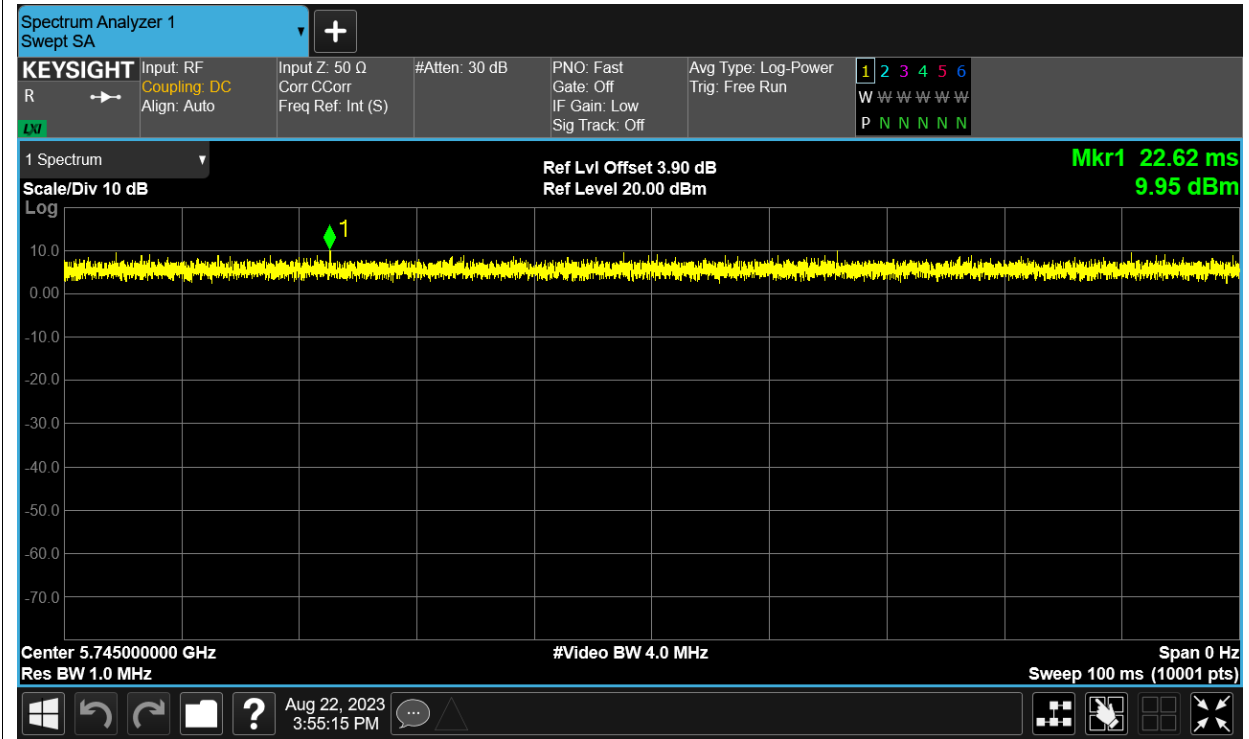 Spectrum Analyzer 1
Swept SA
KEYSIGHT
R
LXI
Input: RF
Coupling: DC
Align: Auto
Input Z: 50 Ω
Corr CCorr
Freq Ref: Int (S)
#Atten: 30 dB
PNO: Fast
Gate: Off
IF Gain: Low
Sig Track: Off
Avg Type: Log-Power
Trig: Free Run
1 2 3 4 5 6
W W W W W W
P N N N N N
1 Spectrum
Scale/Div 10 dB
Ref Lvl Offset 3.90 dB
Ref Level 20.00 dBm
Mkr1 22.62 ms
9.95 dBm
Log
1
10.0
0.00
-10.0
-20.0
-30.0
-40.0
-50.0
-60.0
-70.0
Center 5.745000000 GHz
Res BW 1.0 MHz
#Video BW 4.0 MHz
Span 0 Hz
Sweep 100 ms (10001 pts)
?
Aug 22, 2023
3:55:15 PM